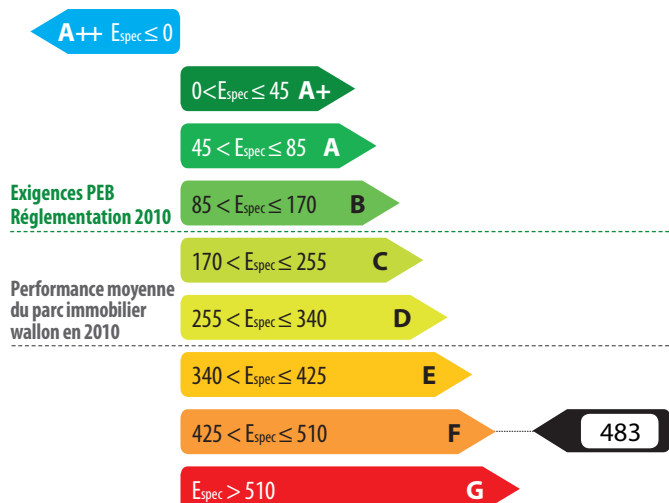 A++ Espec ≤ 0
0<Espec ≤ 45 A+
45 < Espec ≤ 85 A
Exigences PEB
Réglementation 2010
85 < Espec ≤ 170 B
170 < Espec ≤ 255 C
Performance moyenne
du parc immobilier
wallon en 2010
255 < Espec ≤ 340 D
340 < Espec ≤ 425 E
425 < Espec ≤ 510 F
483
Espec > 510 G